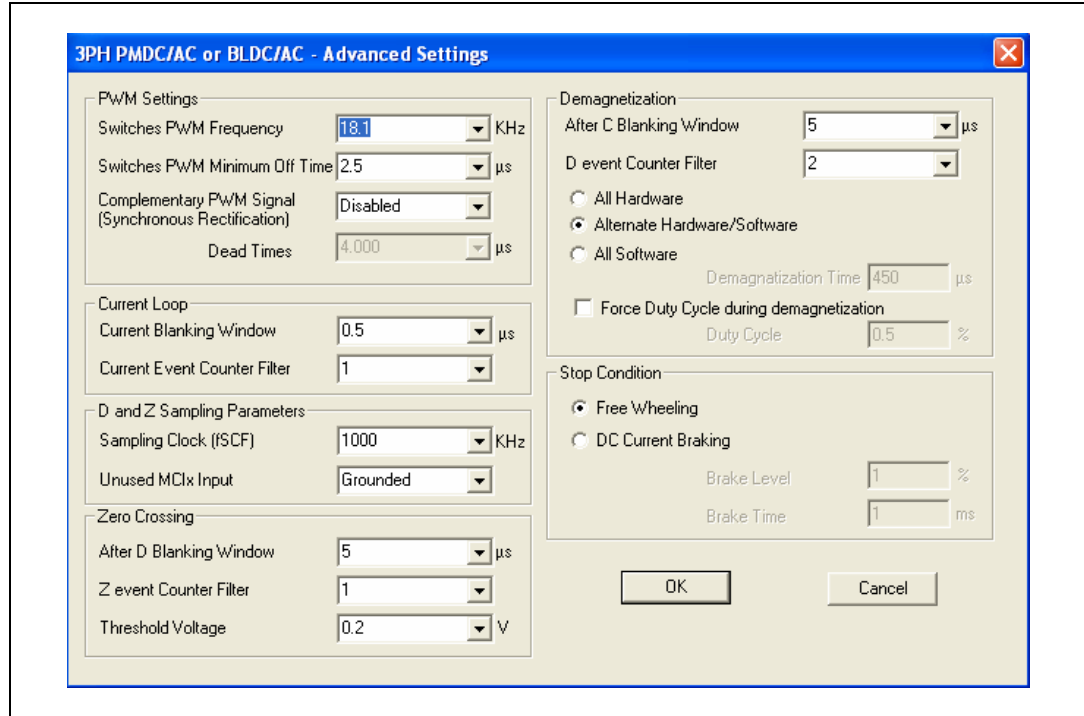 3PH PMDC/AC or BLDC/AC - Advanced Settings
PWM Settings
Switches PWM Frequency 18.1 KHz
Switches PWM Minimum Off Time 2.5 µs
Complementary PWM Signal
(Synchronous Rectification) Disabled
Dead Times 4.000 µs
Current Loop
Current Blanking Window 0.5 µs
Current Event Counter Filter 1
D and Z Sampling Parameters
Sampling Clock (fSCF) 1000 KHz
Unused MCIx Input Grounded
Zero Crossing
After D Blanking Window 5 µs
Z event Counter Filter 1
Threshold Voltage 0.2 V
Demagnetization
After C Blanking Window 5 µs
D event Counter Filter 2
All Hardware
Alternate Hardware/Software
All Software
Demagnatization Time 450 µs
Force Duty Cycle during demagnetization
Duty Cycle 0.5 %
Stop Condition
Free Wheeling
DC Current Braking
Brake Level 1 %
Brake Time 1 ms
OK Cancel